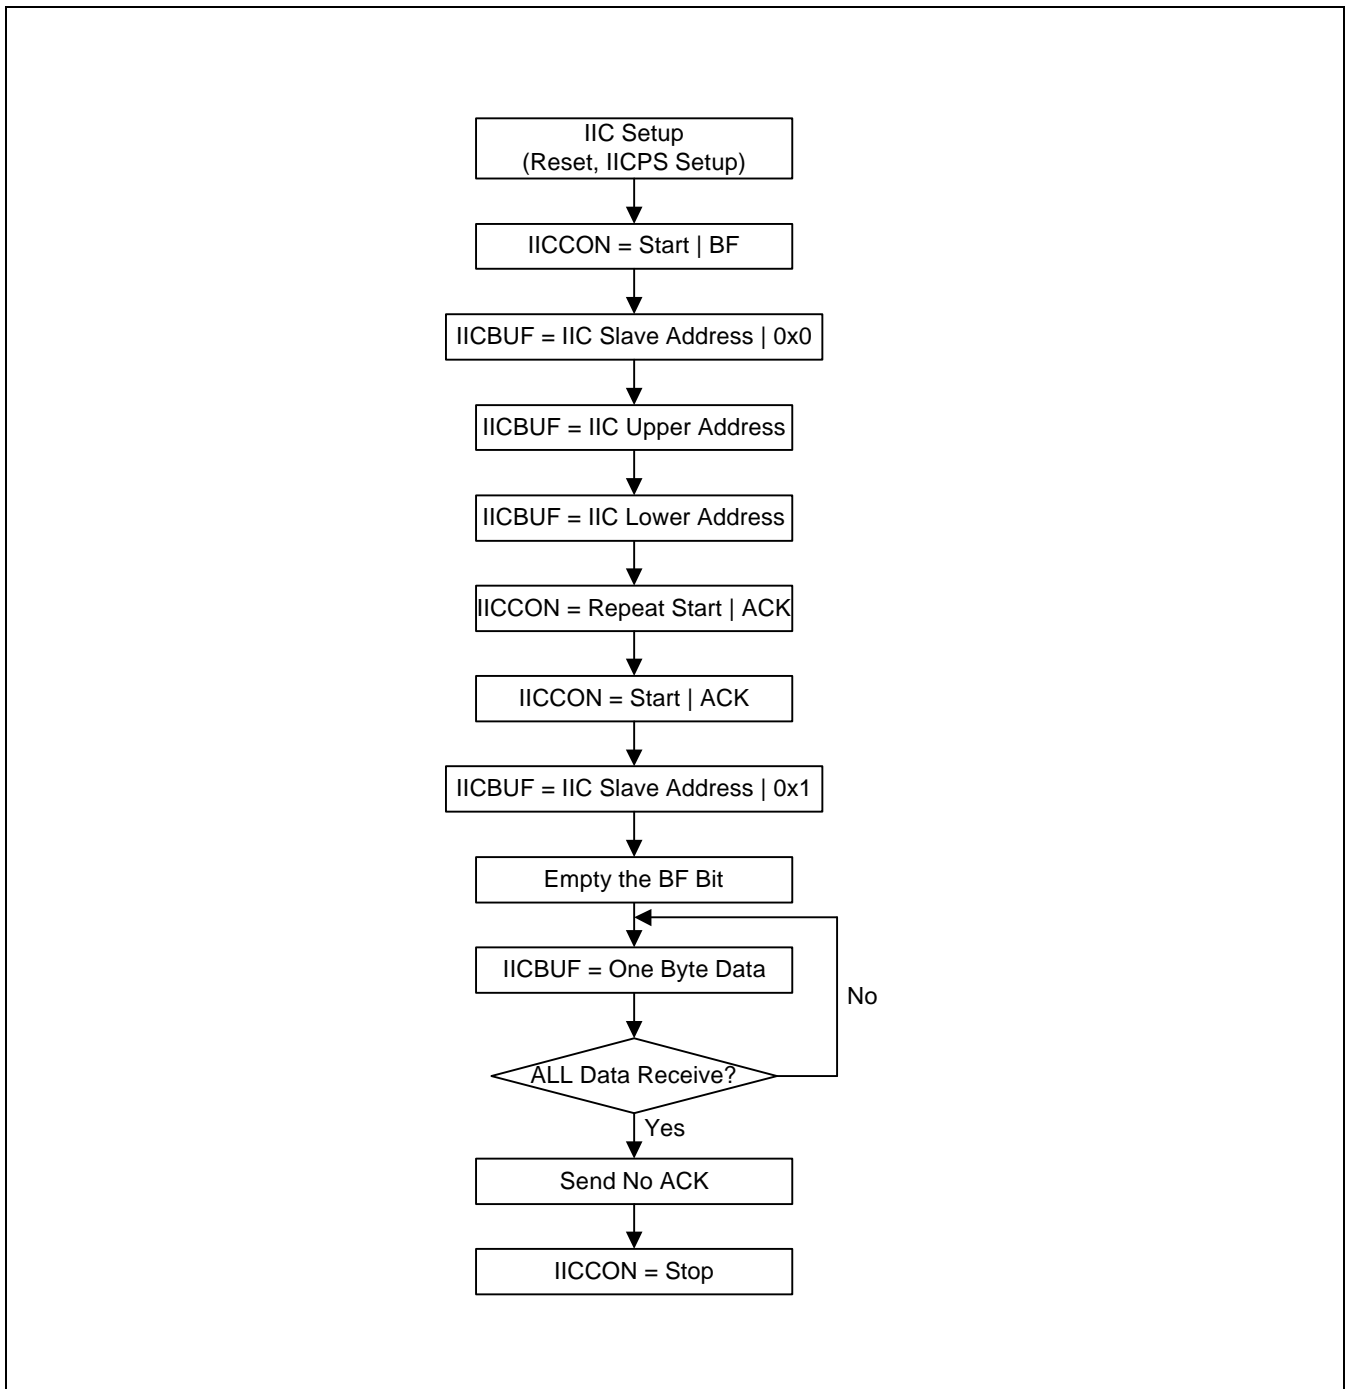 IIC Setup
(Reset, IICPS Setup)
IICCON = Start | BF
IICBUF = IIC Slave Address | 0x0
IICBUF = IIC Upper Address
IICBUF = IIC Lower Address
IICCON = Repeat Start | ACK
IICCON = Start | ACK
IICBUF = IIC Slave Address | 0x1
Empty the BF Bit
IICBUF = One Byte Data
No
ALL Data Receive?
Yes
Send No ACK
IICCON = Stop